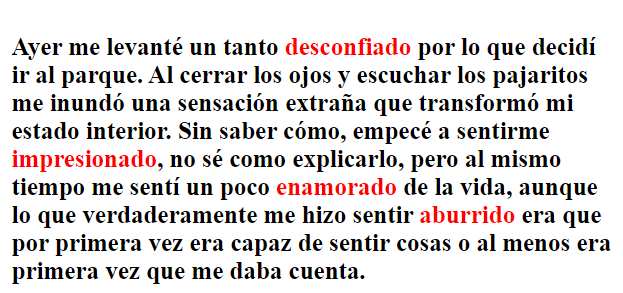 Ayer me levanté un tanto desconfiado por lo que decidí
ir al parque. Al cerrar los ojos y escuchar los pajaritos
me inundó una sensación extraña que transformó mi
estado interior. Sin saber cómo, empecé a sentirme
impresionado, no sé como explicarlo, pero al mismo
tiempo me sentí un poco enamorado de la vida, aunque
lo que verdaderamente me hizo sentir aburrido era que
por primera vez era capaz de sentir cosas o al menos era
primera vez que me daba cuenta.